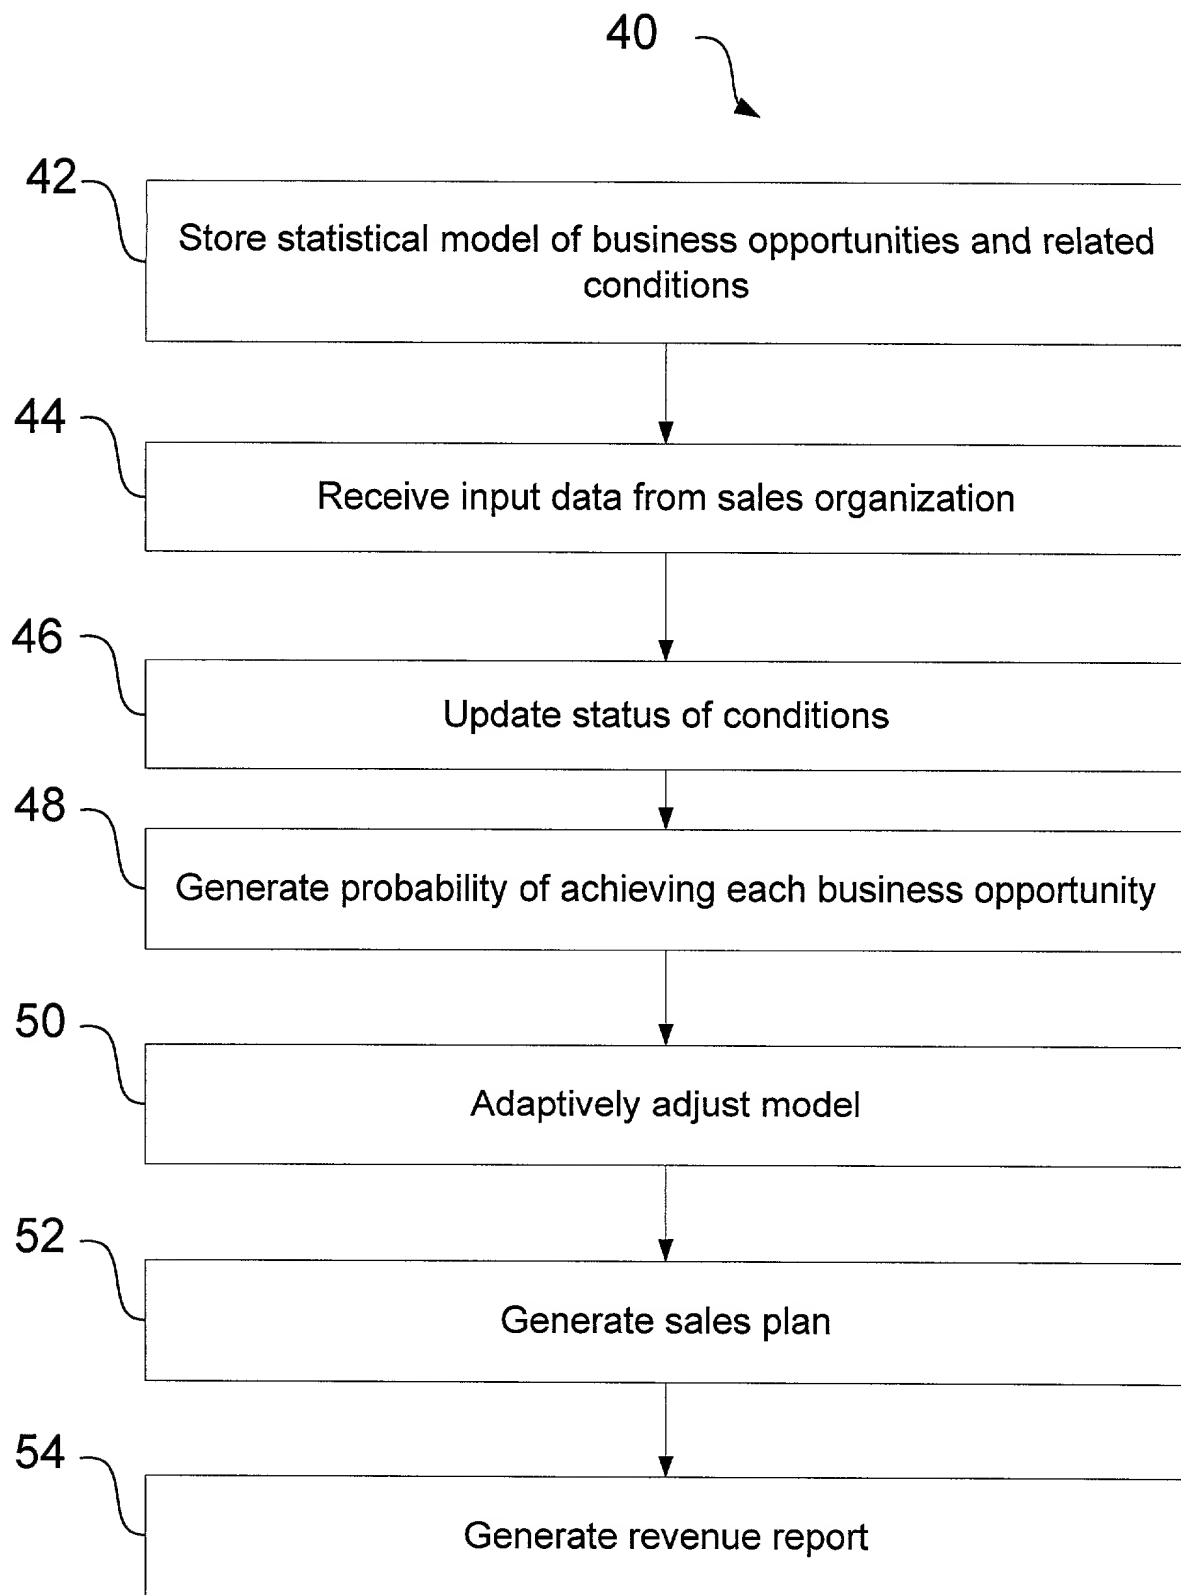 40
42
Store statistical model of business opportunities and related
conditions
44
Receive input data from sales organization
46
Update status of conditions
48
Generate probability of achieving each business opportunity
50
Adaptively adjust model
52
Generate sales plan
54
Generate revenue report